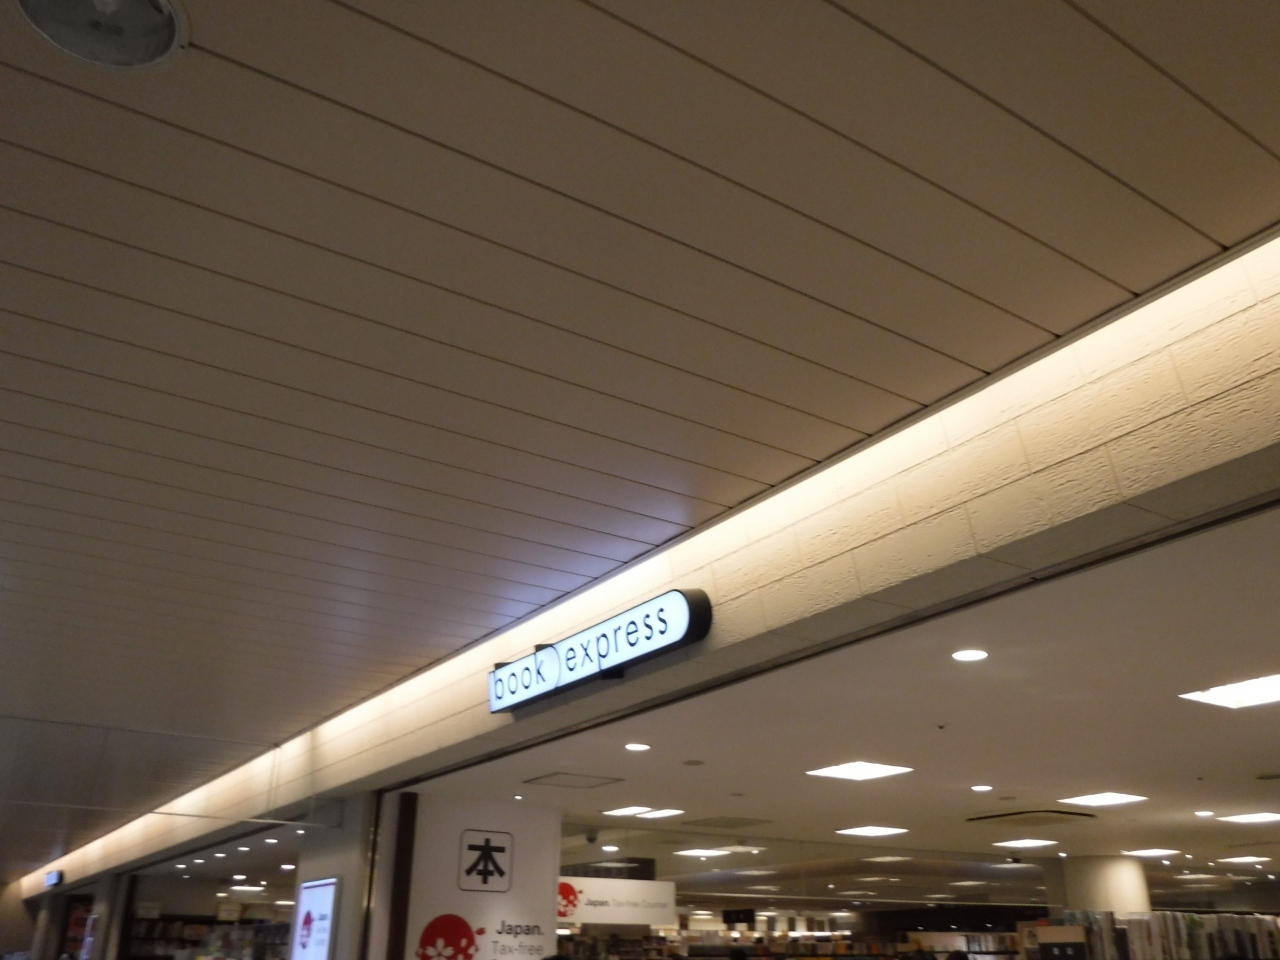 book express
本
Japan.
Tax-free
Japan. Tax-free Counter